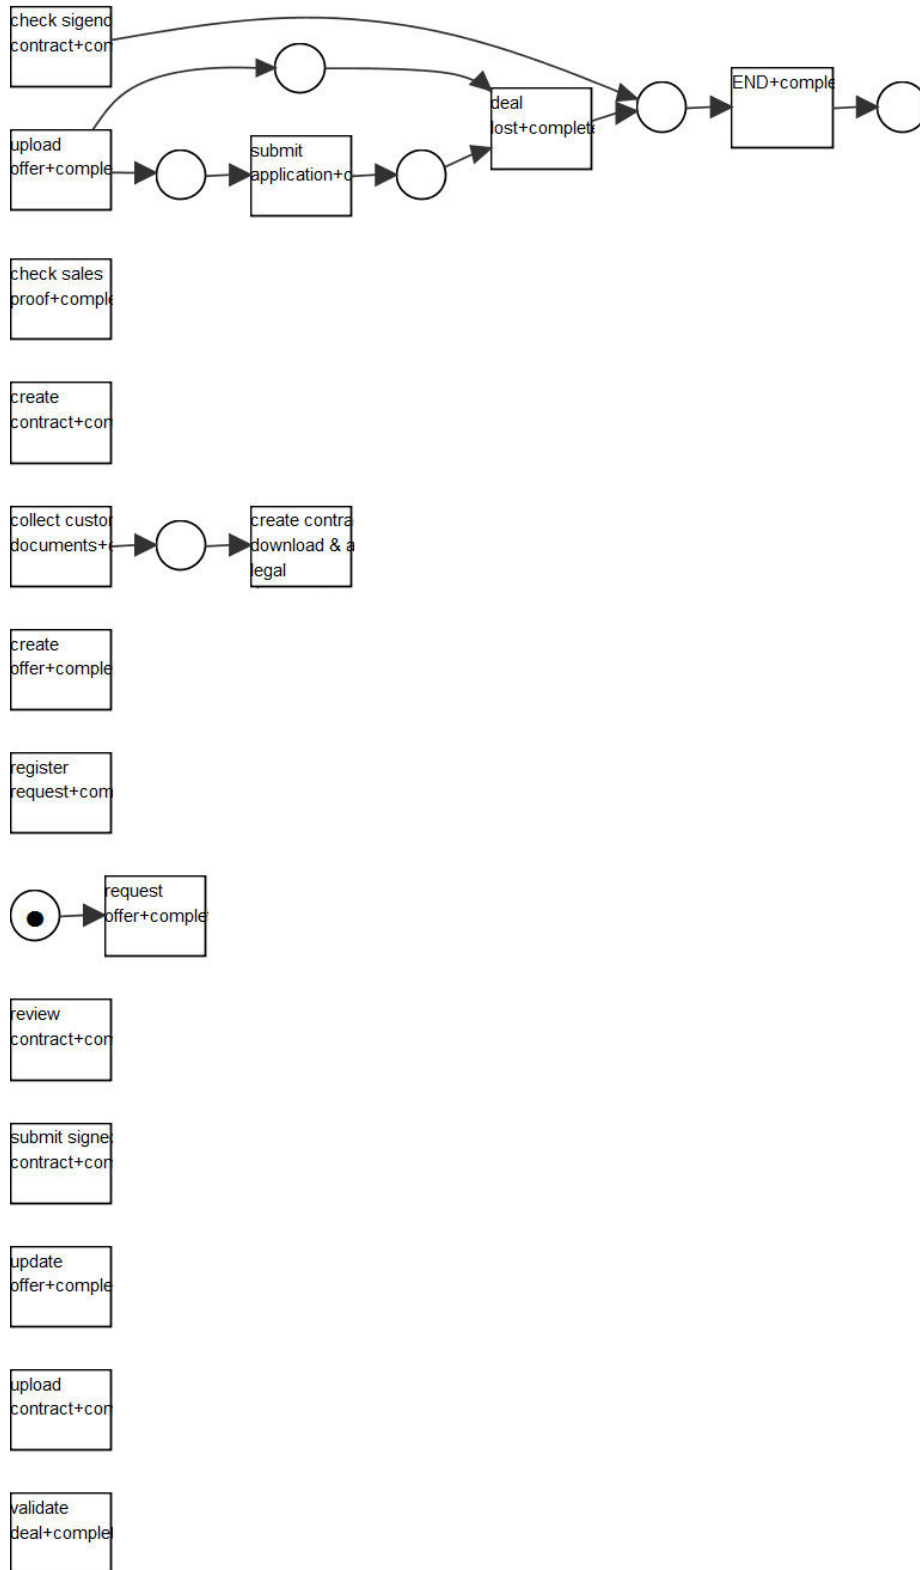 check sigend
contract+con
upload
offer+comple
submit
application+c
deal
lost+complete
END+comple
check sales
proof+comple
create
contract+con
collect custor
documents+c
create contra
download & a
legal
create
offer+comple
register
request+com
request
offer+complet
review
contract+con
submit signe
contract+con
update
offer+comple
upload
contract+con
validate
deal+complet